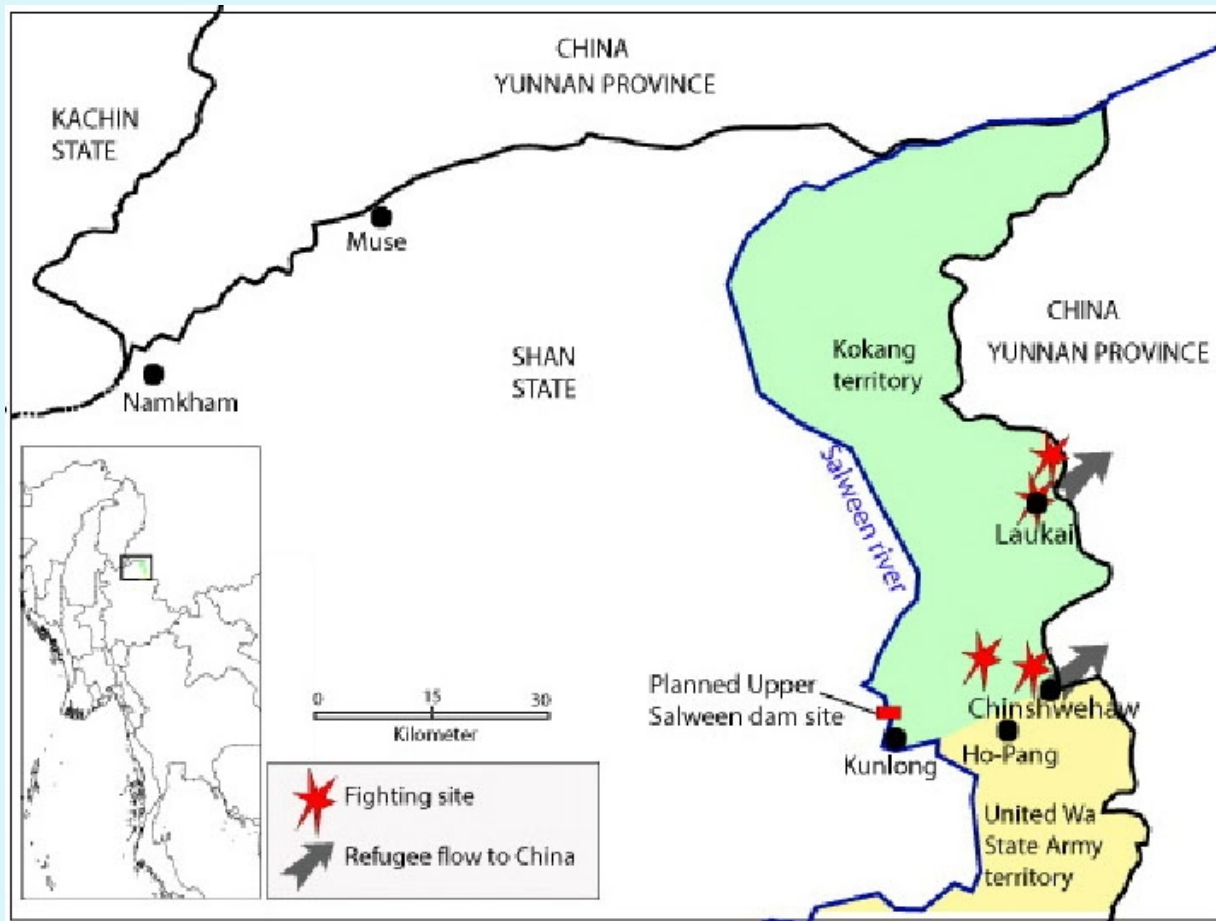 CHINA
YUNNAN PROVINCE
KACHIN
STATE
Muse
CHINA
YUNNAN PROVINCE
SHAN
STATE
Kokang
territory
Namkham
Salween river
Laukai
Planned Upper
Salween dam site
Chinshwehaw
Kunlong
Ho-Pang
0 15 30
Kilometer
United Wa
State Army
territory
Fighting site
Refugee flow to China